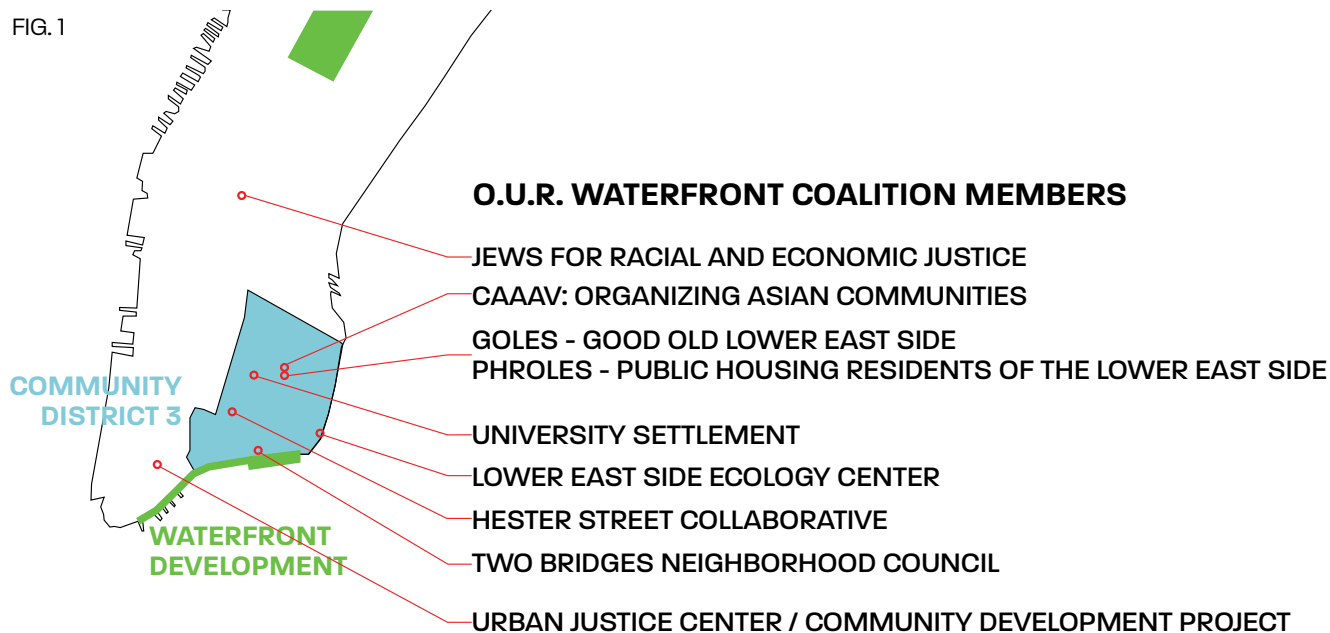 FIG. 1
O.U.R. WATERFRONT COALITION MEMBERS
JEWS FOR RACIAL AND ECONOMIC JUSTICE
CAAAV: ORGANIZING ASIAN COMMUNITIES
GOLES - GOOD OLD LOWER EAST SIDE
PHROLES - PUBLIC HOUSING RESIDENTS OF THE LOWER EAST SIDE
COMMUNITY
DISTRICT 3
UNIVERSITY SETTLEMENT
LOWER EAST SIDE ECOLOGY CENTER
HESTER STREET COLLABORATIVE
WATERFRONT
DEVELOPMENT
TWO BRIDGES NEIGHBORHOOD COUNCIL
URBAN JUSTICE CENTER / COMMUNITY DEVELOPMENT PROJECT